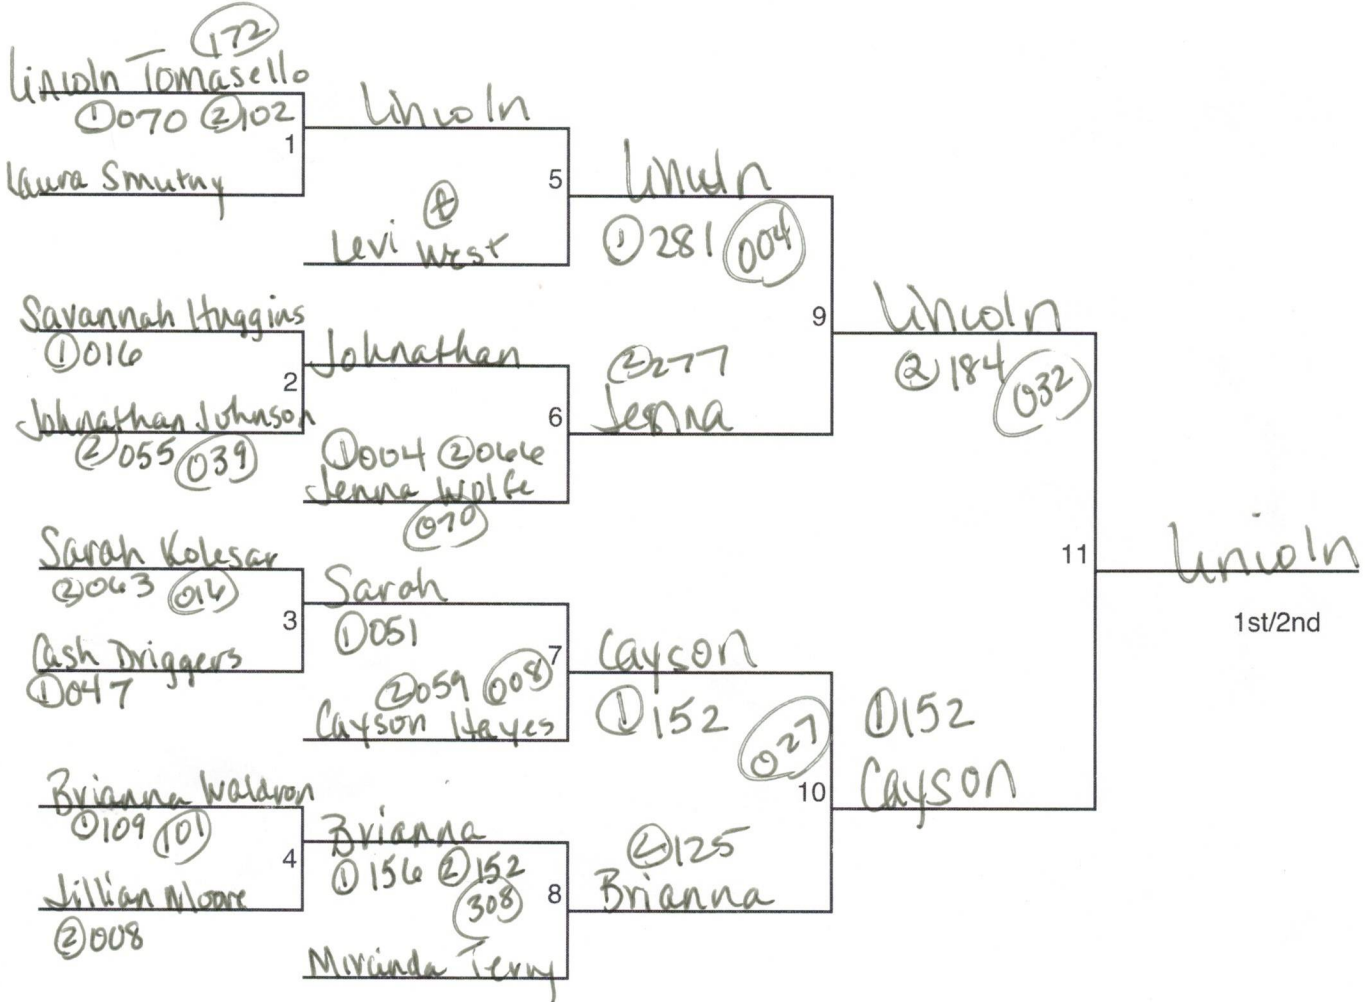 172
Lincoln Tomasello
①070 ②102
1
Laura Smutny
Lincoln
5
Levi West
Savannah Huggins
①016
2
Johnathan Johnson
②055 039
Johnathan
6
①004 ②066
Jenna Wolfe
070
Sarah Kolesar
②063 016
3
Cash Driggers
①047
Sarah
①051
7
②059 008
Cayson Hayes
Brianna Waldron
①109 101
4
Jillian Moore
②008
Brianna
①156 ②152
308
8
Miranda Terry
Lincoln
①281 004
9
②277
Jenna
Cayson
①152
027
10
②125
Brianna
Lincoln
②184 032
11
①152
Cayson
Lincoln
1st/2nd